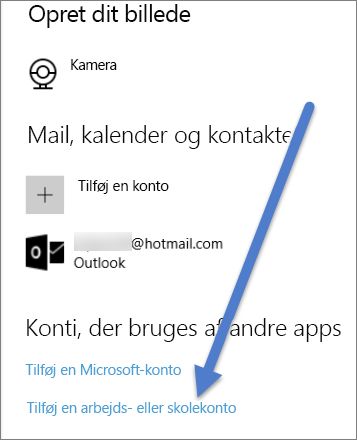 Opret dit billede
Kamera
Mail, kalender og kontakte
Tilføj en konto
@hotmail.com
Outlook
Konti, der bruges af andre apps
Tilføj en Microsoft-konto
Tilføj en arbejds- eller skolekonto